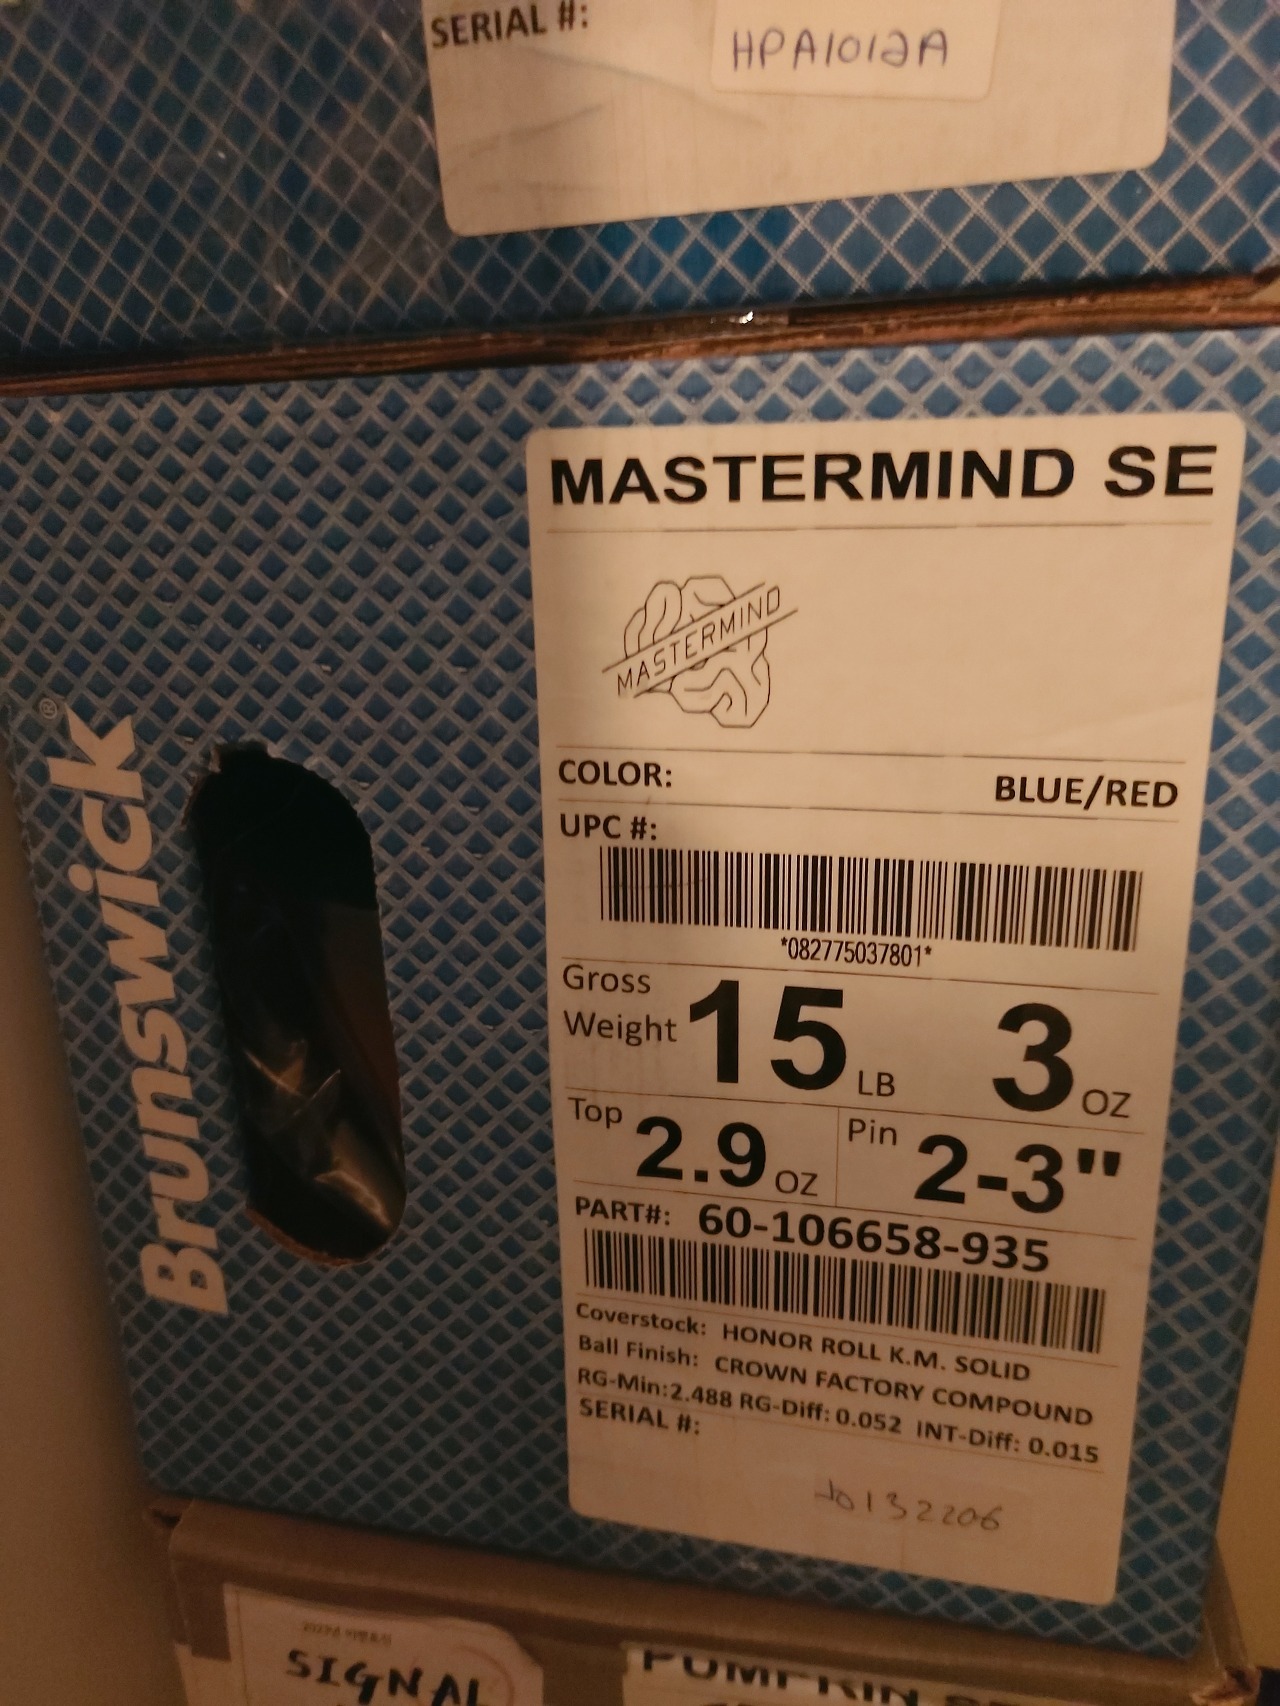 SERIAL #:
HPA1012A
MASTERMIND SE
MASTERMIND
COLOR: BLUE/RED
UPC #:
*082775037801*
Gross Weight 15 LB 3 OZ
Top 2.9 OZ Pin 2-3"
PART#: 60-106658-935
Coverstock: HONOR ROLL K.M. SOLID
Ball Finish: CROWN FACTORY COMPOUND
RG-Min:2.488 RG-Diff: 0.052 INT-Diff: 0.015
SERIAL #:
Brunswick®
SIGNAL
PUMPKIN